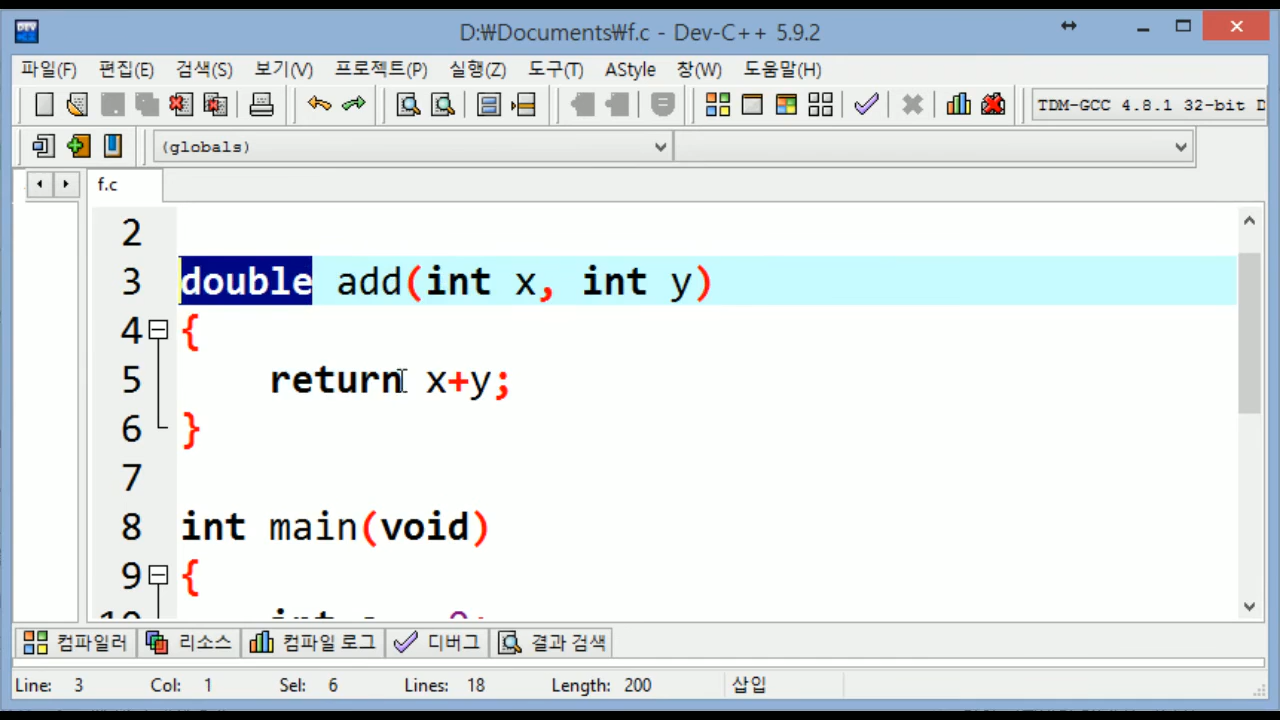 DEV
D:₩Documents₩f.c - Dev-C++ 5.9.2
파일(F) 편집(E) 검색(S) 보기(V) 프로젝트(P) 실행(Z) 도구(T) AStyle 창(W) 도움말(H)
TDM-GCC 4.8.1 32-bit D
(globals)
f.c
2
3 double add(int x, int y)
4 {
5 return x+y;
6 }
7
8 int main(void)
9 {
컴파일러 리소스 컴파일 로그 디버그 결과 검색
Line: 3 Col: 1 Sel: 6 Lines: 18 Length: 200 삽입